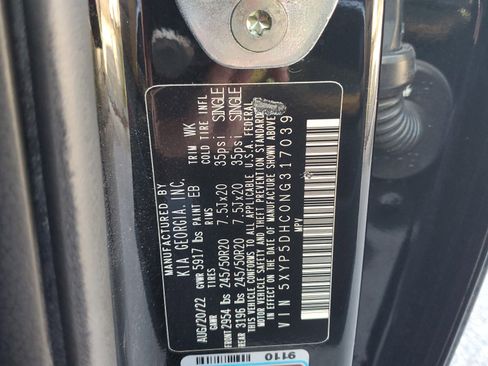 MANUFACTURED BY
KIA GEORGIA, INC.
AUG/20/22 GVWR 5917 lbs PAINT EB TRIM WK
GAWR TIRES RIMS COLD TIRE INFL
FRONT 2954 lbs 245/50R20 7.5Jx20 35psi SINGLE
REAR 3196 lbs 245/50R20 7.5Jx20 35psi SINGLE
THIS VEHICLE CONFORMS TO ALL APPLICABLE U.S.A. FEDERAL
MOTOR VEHICLE SAFETY AND THEFT PREVENTION STANDARDS
IN EFFECT ON THE DATE OF MANUFACTURE SHOWN ABOVE.
VIN 5XYP5DHC0NG317039
MPV
9110